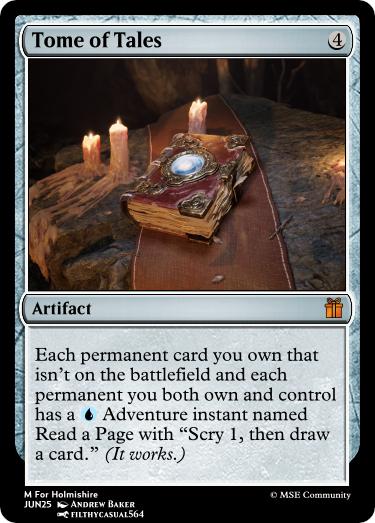 Tome of Tales 4
Artifact
Each permanent card you own that
isn't on the battlefield and each
permanent you both own and control
has a Adventure instant named
Read a Page with “Scry 1, then draw
a card.” (It works.)
M For Holmishire © MSE Community
JUN25 Andrew Baker
filthycasual564